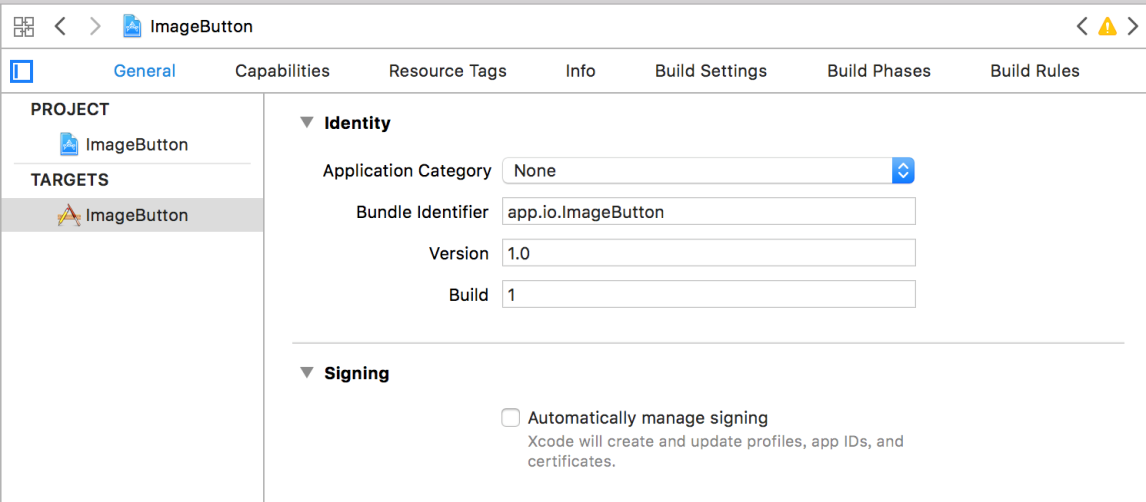 ImageButton
General Capabilities Resource Tags Info Build Settings Build Phases Build Rules
PROJECT
ImageButton
TARGETS
ImageButton
Identity
Application Category None
Bundle Identifier app.io.ImageButton
Version 1.0
Build 1
Signing
Automatically manage signing
Xcode will create and update profiles, app IDs, and
certificates.